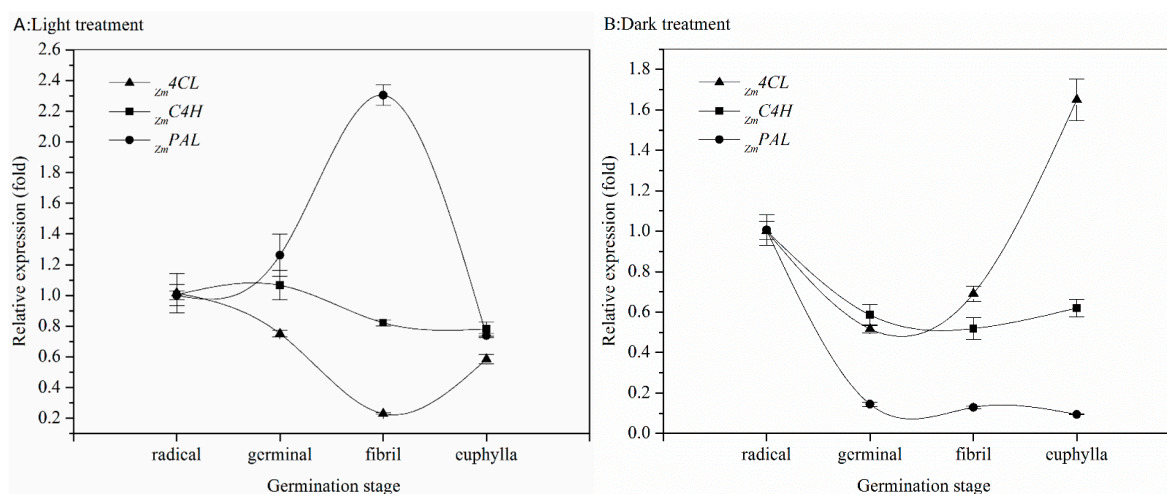 A:Light treatment
2.6
2.4
2.2
2.0
1.8
1.6
1.4
1.2
1.0
0.8
0.6
0.4
0.2
Relative expression (fold)
Zm4CL
ZmC4H
ZmPAL
radical germinal fibril euphylla
Germination stage
B:Dark treatment
1.8
1.6
1.4
1.2
1.0
0.8
0.6
0.4
0.2
0.0
Relative expression (fold)
Zm4CL
ZmC4H
ZmPAL
radical germinal fibril euphylla
Germination stage